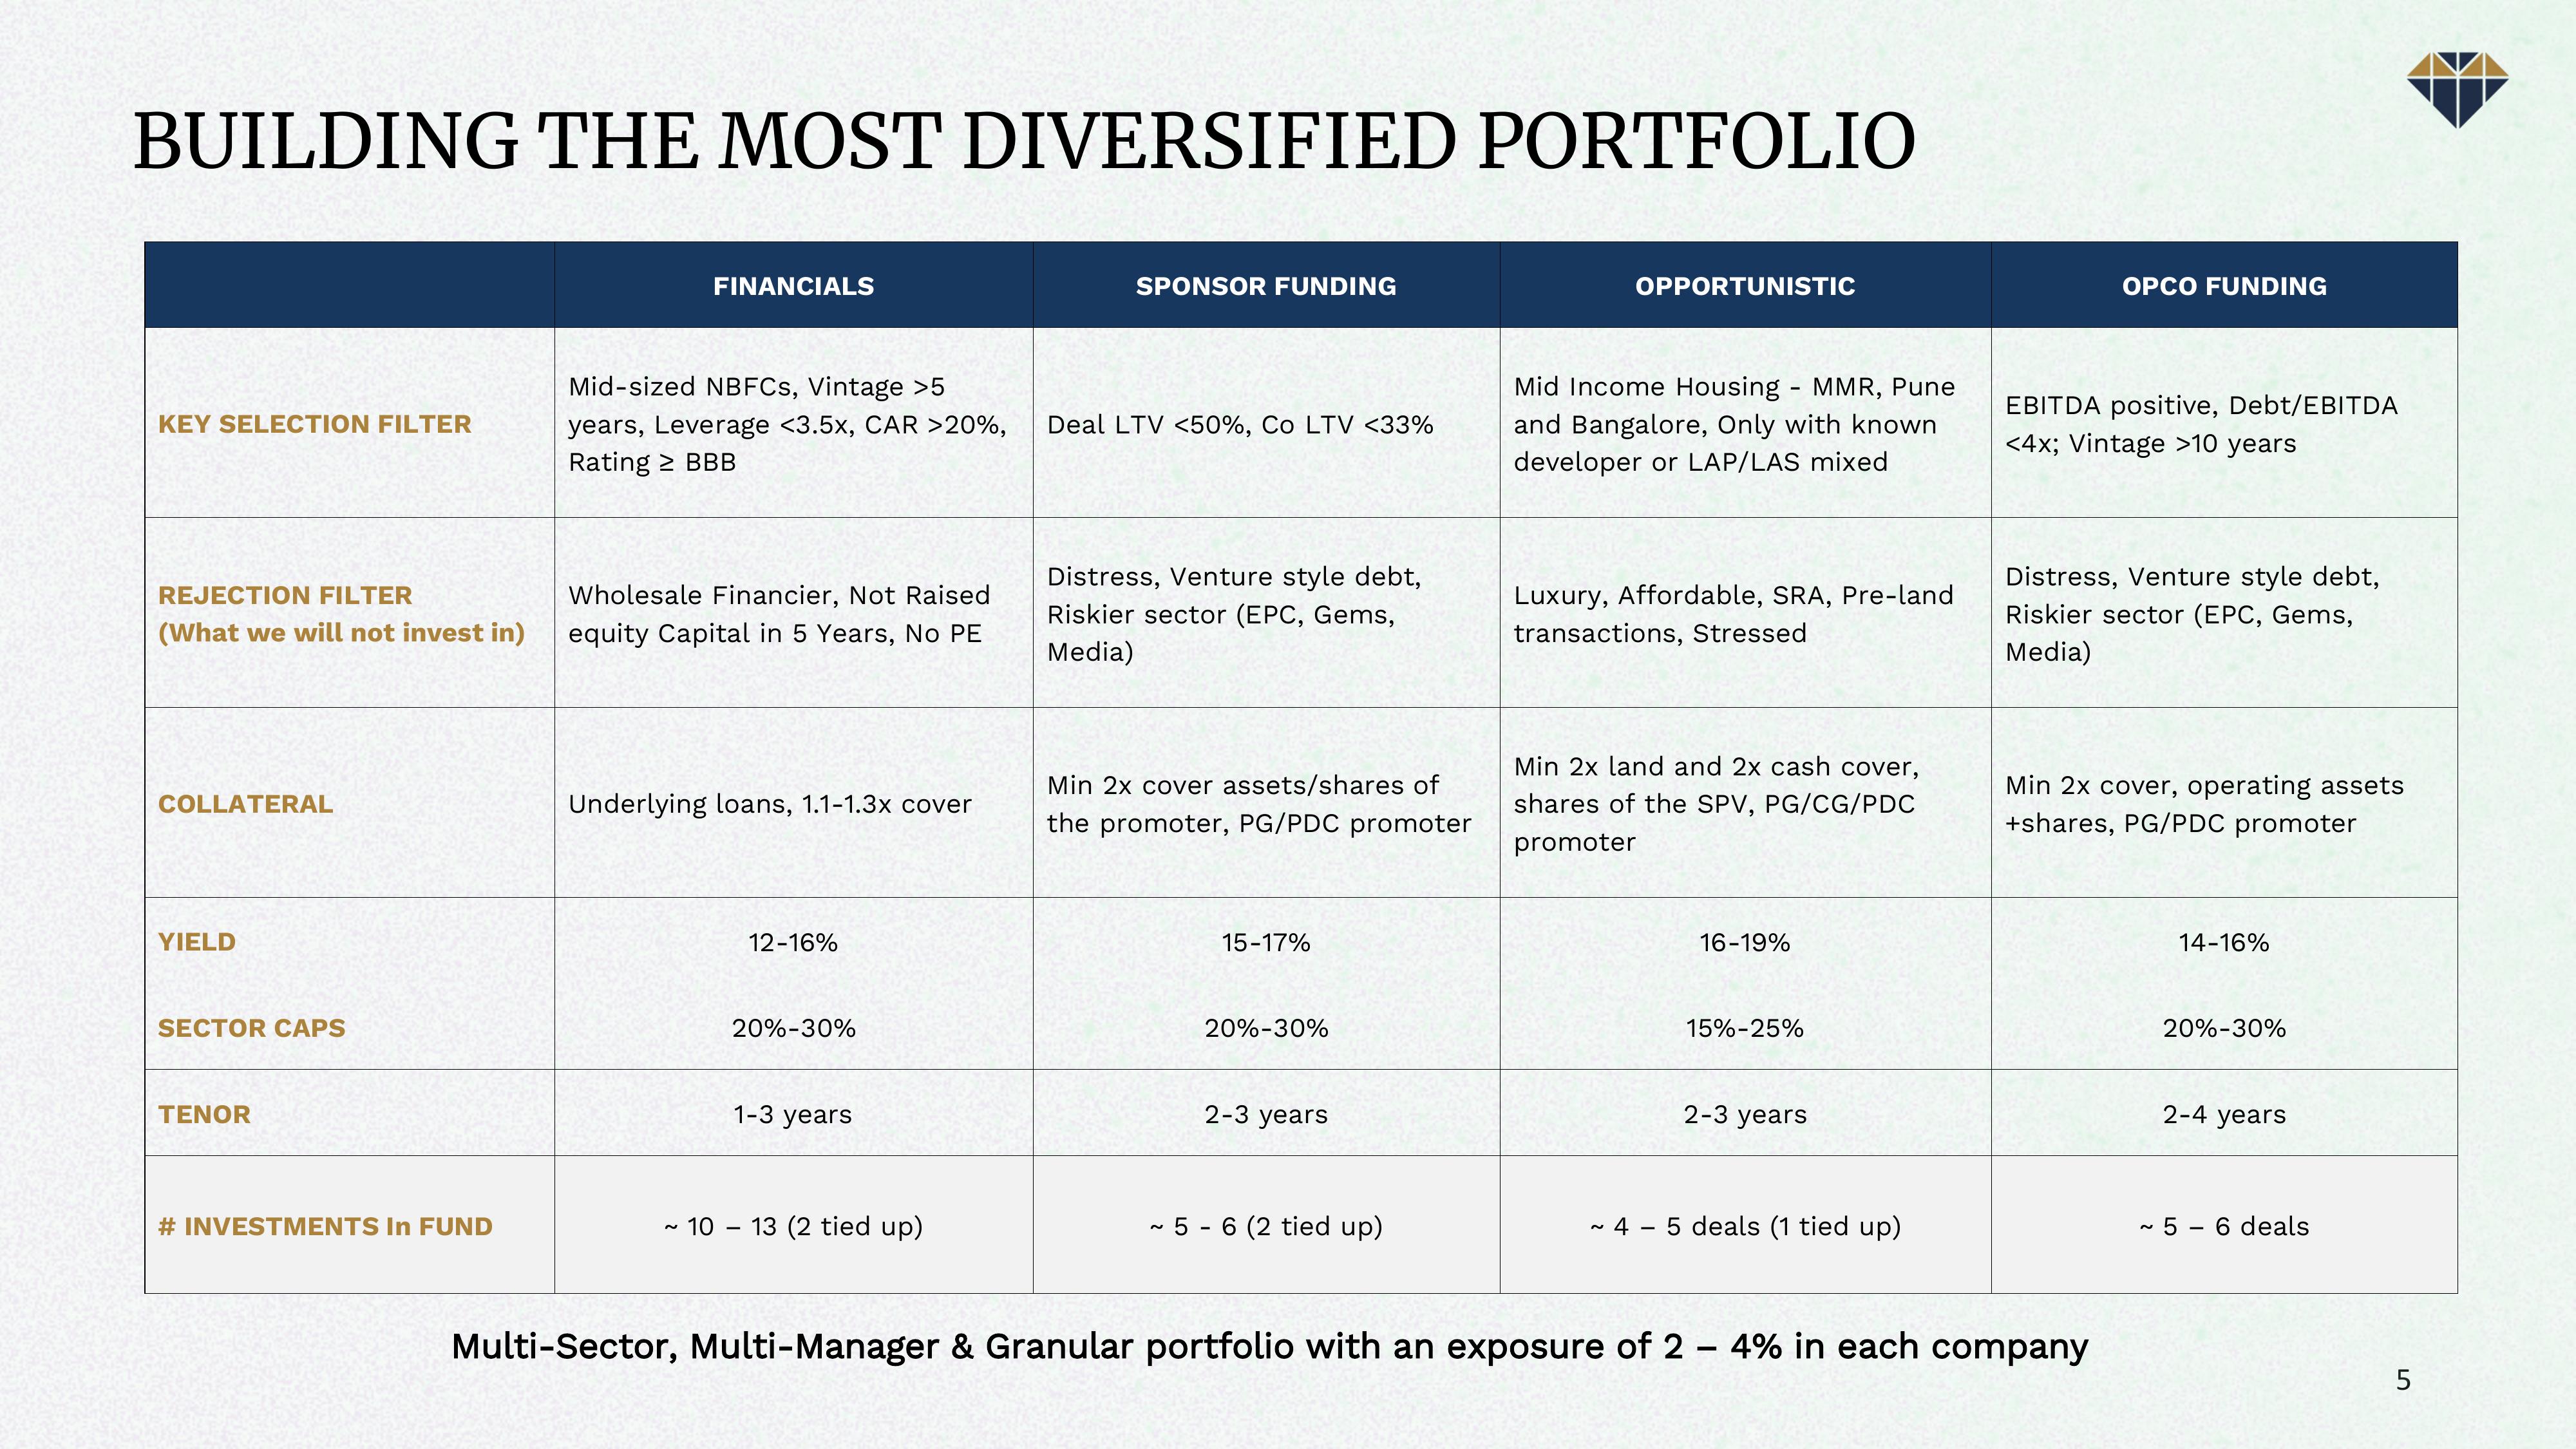 BUILDING THE MOST DIVERSIFIED PORTFOLIO
FINANCIALS
SPONSOR FUNDING
OPPORTUNISTIC
OPCO FUNDING
KEY SELECTION FILTER
Mid-sized NBFCs, Vintage >5
years, Leverage <3.5x, CAR >20%,
Rating ≥ BBB
Deal LTV <50%, Co LTV <33%
Mid Income Housing - MMR, Pune
and Bangalore, Only with known
developer or LAP/LAS mixed
EBITDA positive, Debt/EBITDA
<4x; Vintage >10 years
REJECTION FILTER
(What we will not invest in)
Wholesale Financier, Not Raised
equity Capital in 5 Years, No PE
Distress, Venture style debt,
Riskier sector (EPC, Gems,
Media)
Luxury, Affordable, SRA, Pre-land
transactions, Stressed
Distress, Venture style debt,
Riskier sector (EPC, Gems,
Media)
COLLATERAL
Underlying loans, 1.1-1.3x cover
Min 2x cover assets/shares of
the promoter, PG/PDC promoter
Min 2x land and 2x cash cover,
shares of the SPV, PG/CG/PDC
promoter
Min 2x cover, operating assets
+shares, PG/PDC promoter
YIELD
12-16%
15-17%
16-19%
14-16%
SECTOR CAPS
20%-30%
20%-30%
15%-25%
20%-30%
TENOR
1-3 years
2-3 years
2-3 years
2-4 years
# INVESTMENTS In FUND
~ 10 – 13 (2 tied up)
~ 5 - 6 (2 tied up)
~ 4 – 5 deals (1 tied up)
~ 5 – 6 deals
Multi-Sector, Multi-Manager & Granular portfolio with an exposure of 2 – 4% in each company
5